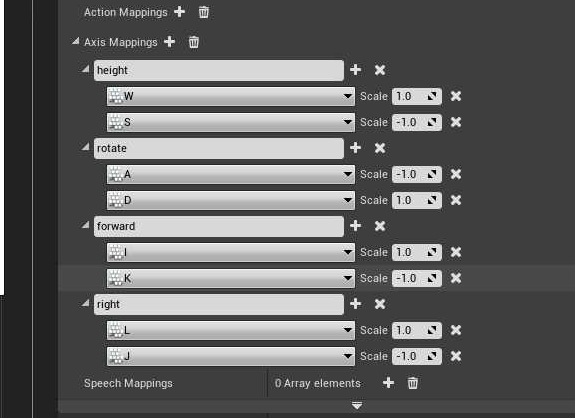 Action Mappings
Axis Mappings
height
W Scale 1.0
S Scale -1.0
rotate
A Scale -1.0
D Scale 1.0
forward
I Scale 1.0
K Scale -1.0
right
L Scale 1.0
J Scale -1.0
Speech Mappings 0 Array elements